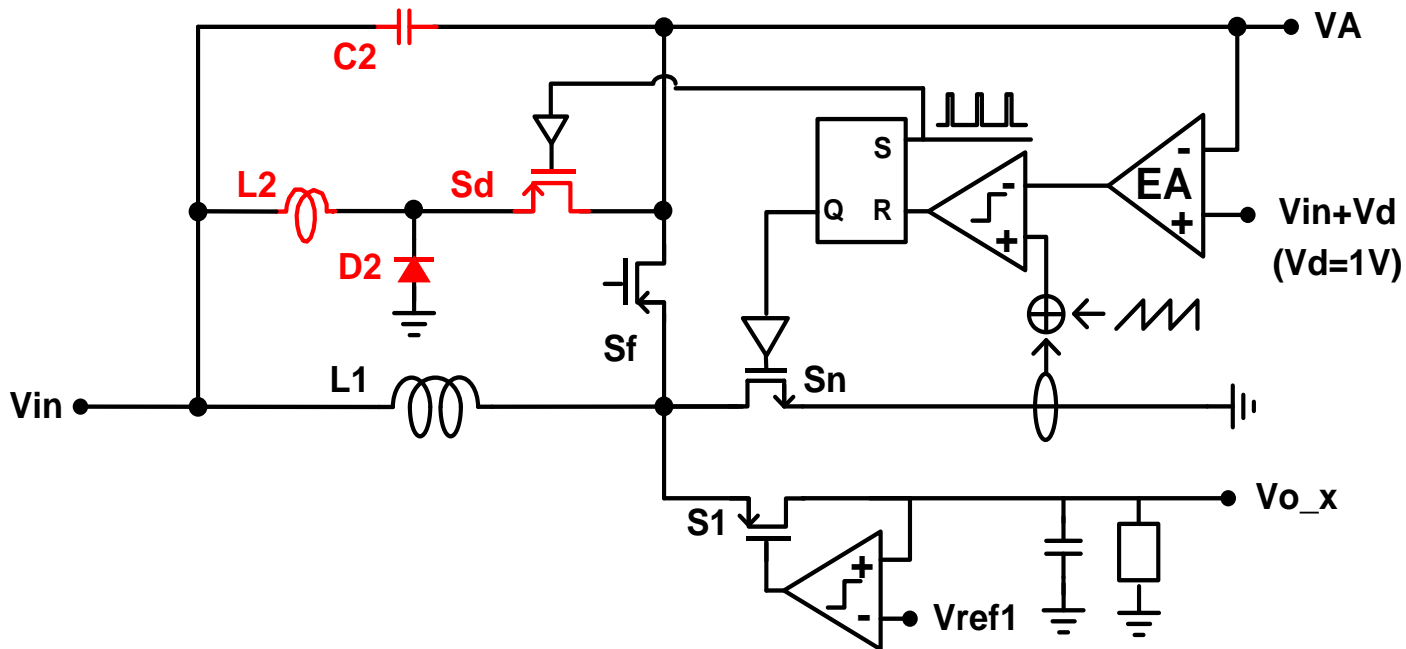 VA
C2
S
L2
Sd
-
-
EA
Q
R
+
Vin+Vd
D2
+
(Vd=1V)
Sf
L1
Sn
Vin
Vo_x
S1
+
-
Vref1